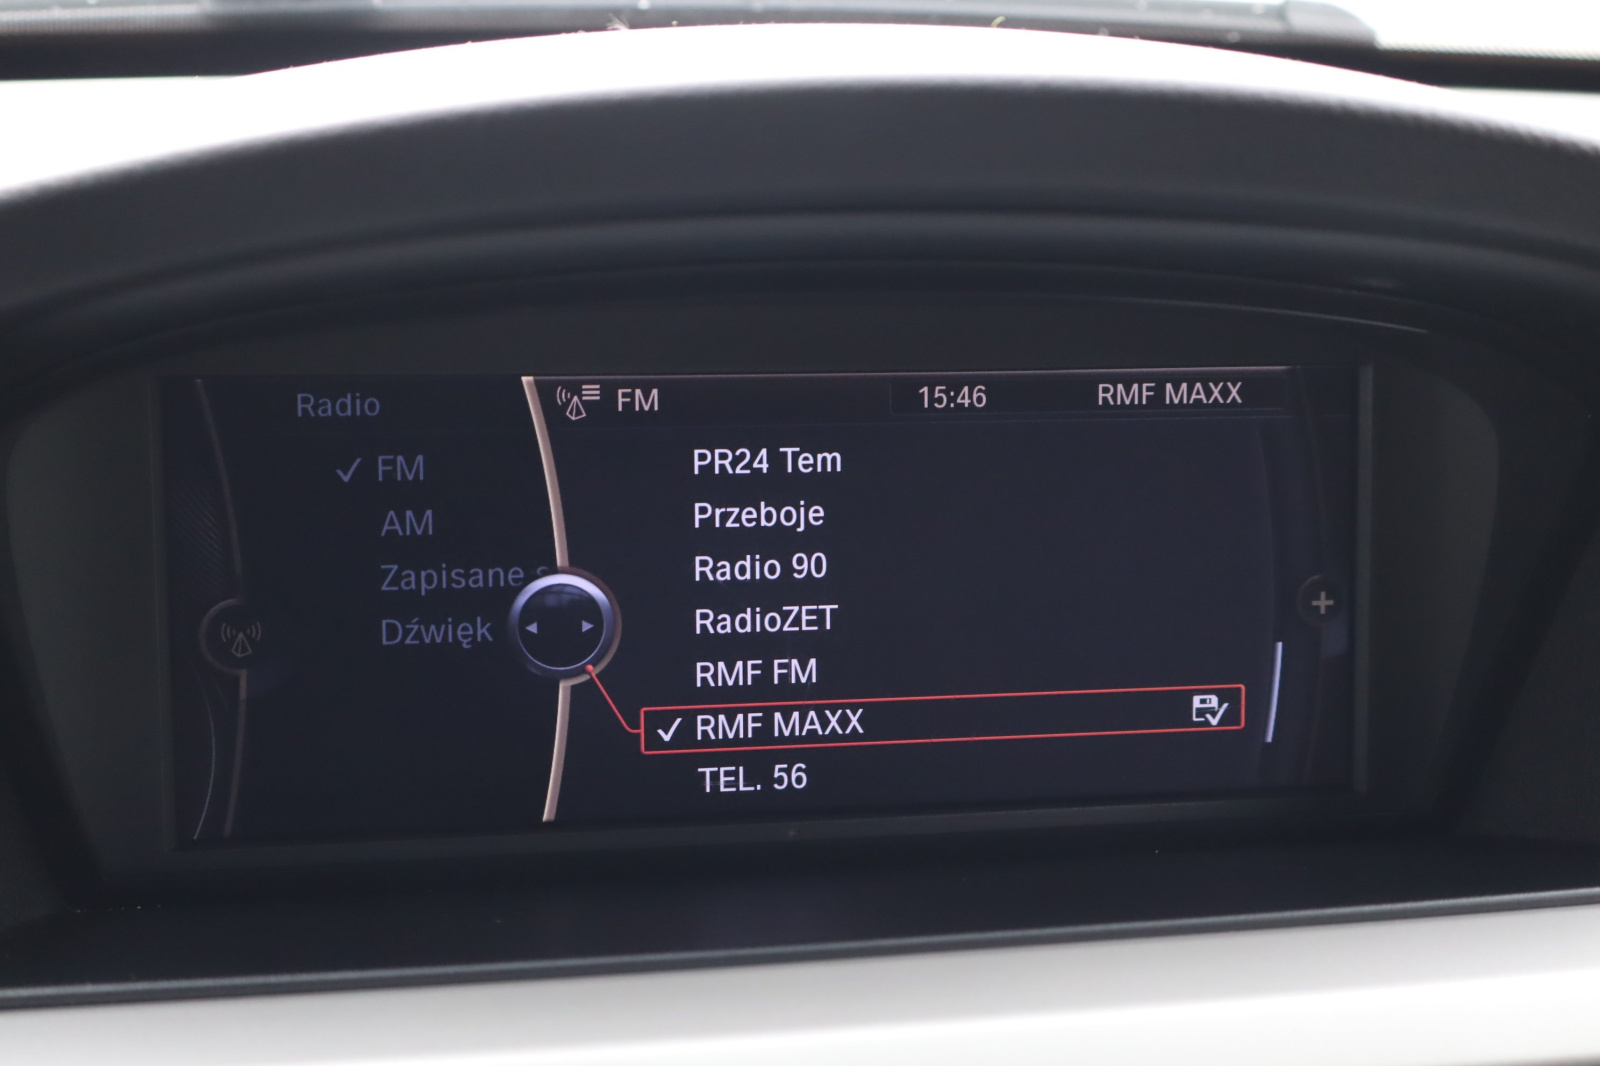 Radio
FM
AM
Zapisane s
Dźwięk
FM
15:46
RMF MAXX
PR24 Tem
Przeboje
Radio 90
RadioZET
RMF FM
RMF MAXX
TEL. 56